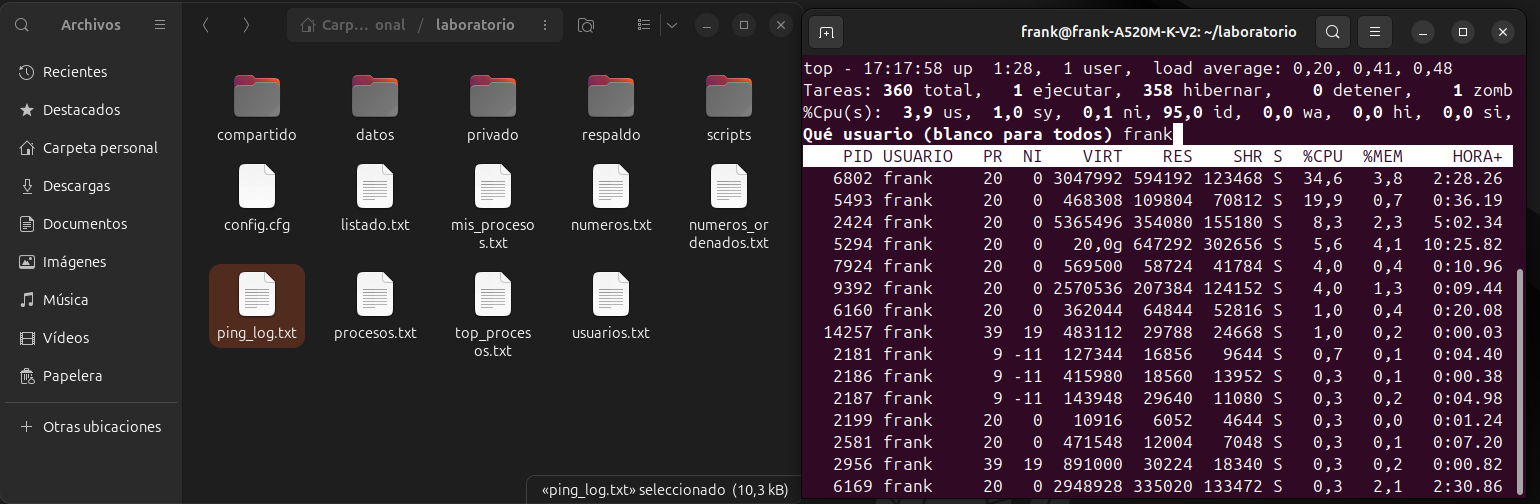 Archivos
Carp… onal / laboratorio
Recientes
Destacados
Carpeta personal
Descargas
Documentos
Imágenes
Música
Vídeos
Papelera
Otras ubicaciones
compartido
datos
privado
respaldo
scripts
config.cfg
listado.txt
mis_proceso
s.txt
numeros.txt
numeros_or
denados.txt
ping_log.txt
procesos.txt
top_proces
os.txt
usuarios.txt
«ping_log.txt» seleccionado (10,3 kB)
frank@frank-A520M-K-V2: ~/laboratorio
top - 17:17:58 up  1:28,  1 user,  load average: 0,20, 0,41, 0,48
Tareas: 360 total,   1 ejecutar,  358 hibernar,    0 detener,    1 zomb
%Cpu(s):  3,9 us,  1,0 sy,  0,1 ni, 95,0 id,  0,0 wa,  0,0 hi,  0,0 si,
Qué usuario (blanco para todos) frank
PID USUARIO   PR  NI    VIRT    RES    SHR S  %CPU  %MEM     HORA+
6802 frank     20   0 3047992 594192 123468 S  34,6   3,8   2:28.26
5493 frank     20   0  468308 109804  70812 S  19,9   0,7   0:36.19
2424 frank     20   0 5365496 354080 155180 S   8,3   2,3   5:02.34
5294 frank     20   0   20,0g 647292 302656 S   5,6   4,1  10:25.82
7924 frank     20   0  569500  58724  41784 S   4,0   0,4   0:10.96
9392 frank     20   0 2570536 207384 124152 S   4,0   1,3   0:09.44
6160 frank     20   0  362044  64844  52816 S   1,0   0,4   0:20.08
14257 frank     39  19  483112  29788  24668 S   1,0   0,2   0:00.03
2181 frank      9 -11  127344  16856   9644 S   0,7   0,1   0:04.40
2186 frank      9 -11  415980  18560  13952 S   0,3   0,1   0:00.38
2187 frank      9 -11  143948  29640  11080 S   0,3   0,2   0:04.98
2199 frank     20   0   10916   6052   4644 S   0,3   0,0   0:01.24
2581 frank     20   0  471548  12004   7048 S   0,3   0,1   0:07.20
2956 frank     39  19  891000  30224  18340 S   0,3   0,2   0:00.82
6169 frank     20   0 2948928 335020 133472 S   0,3   2,1   2:30.86